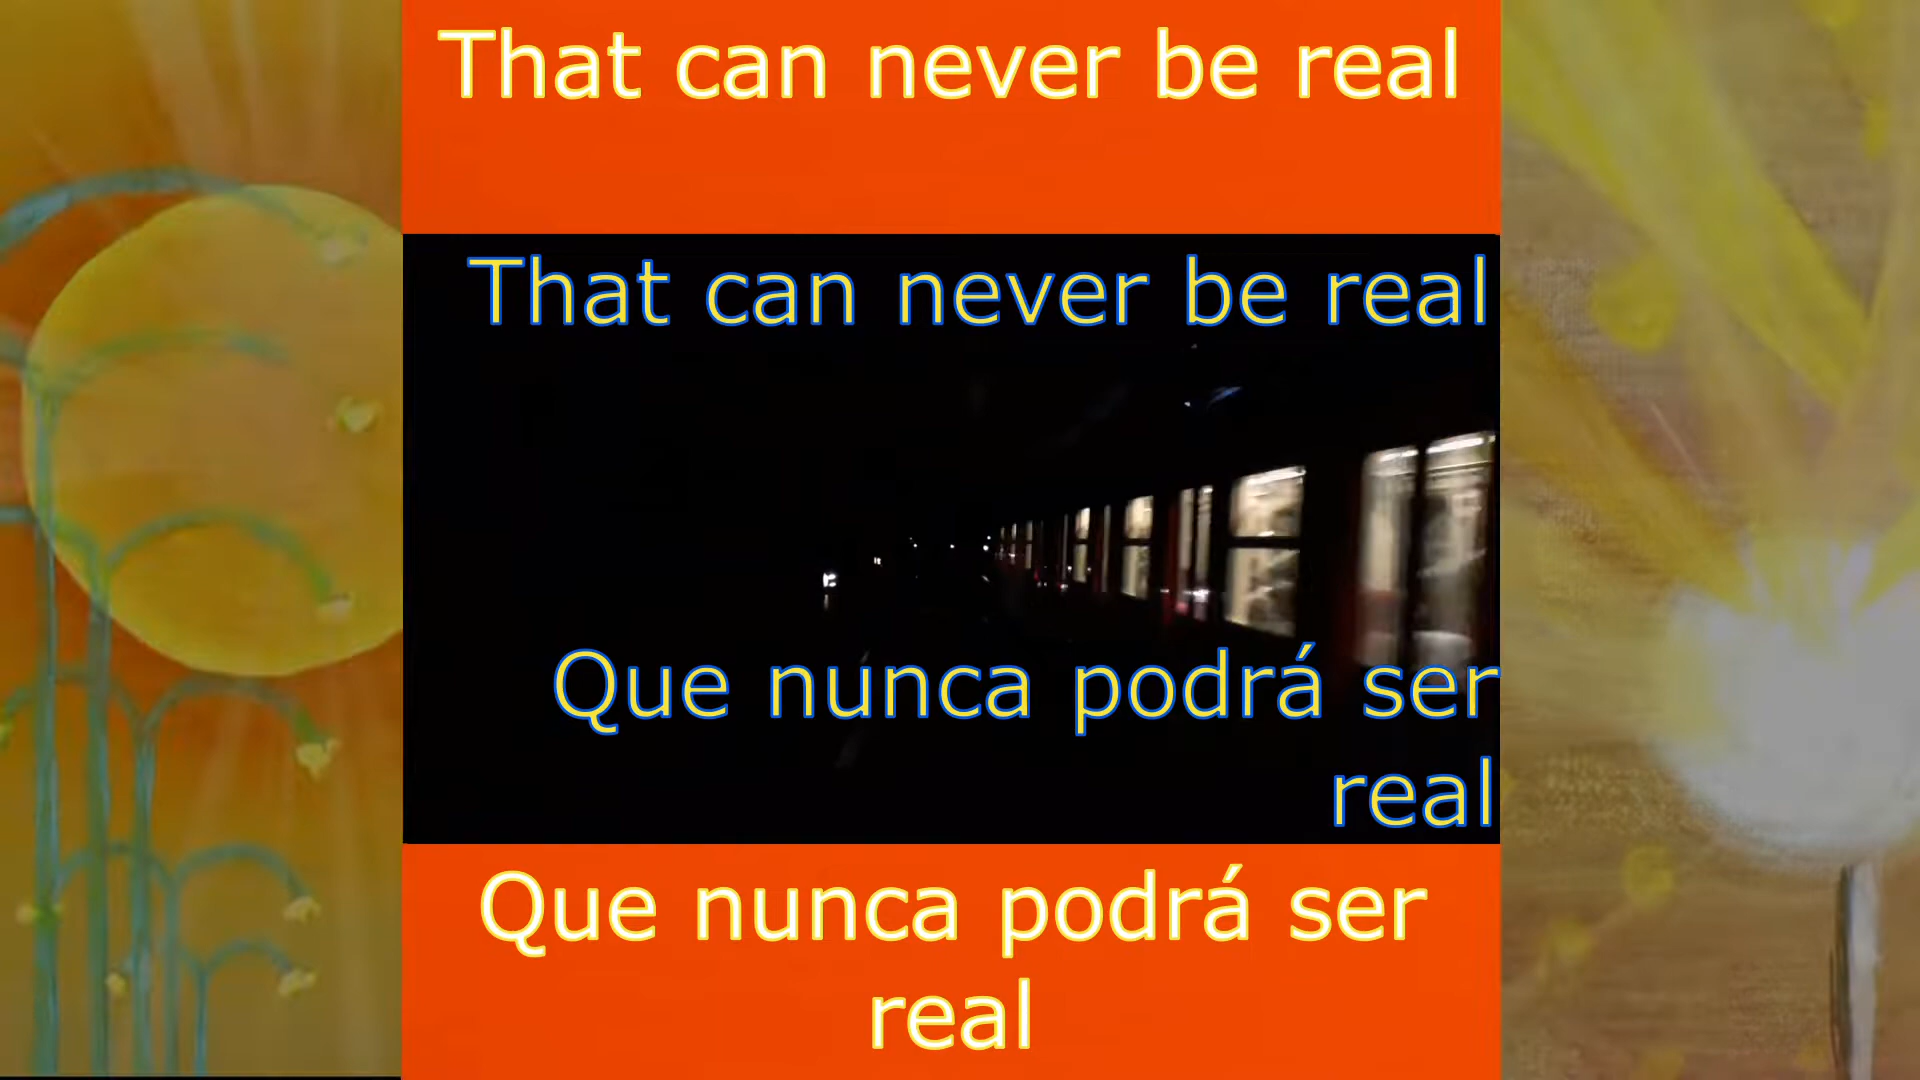 That can never be real
That can never be real
Que nunca podrá ser
real
Que nunca podrá ser
real